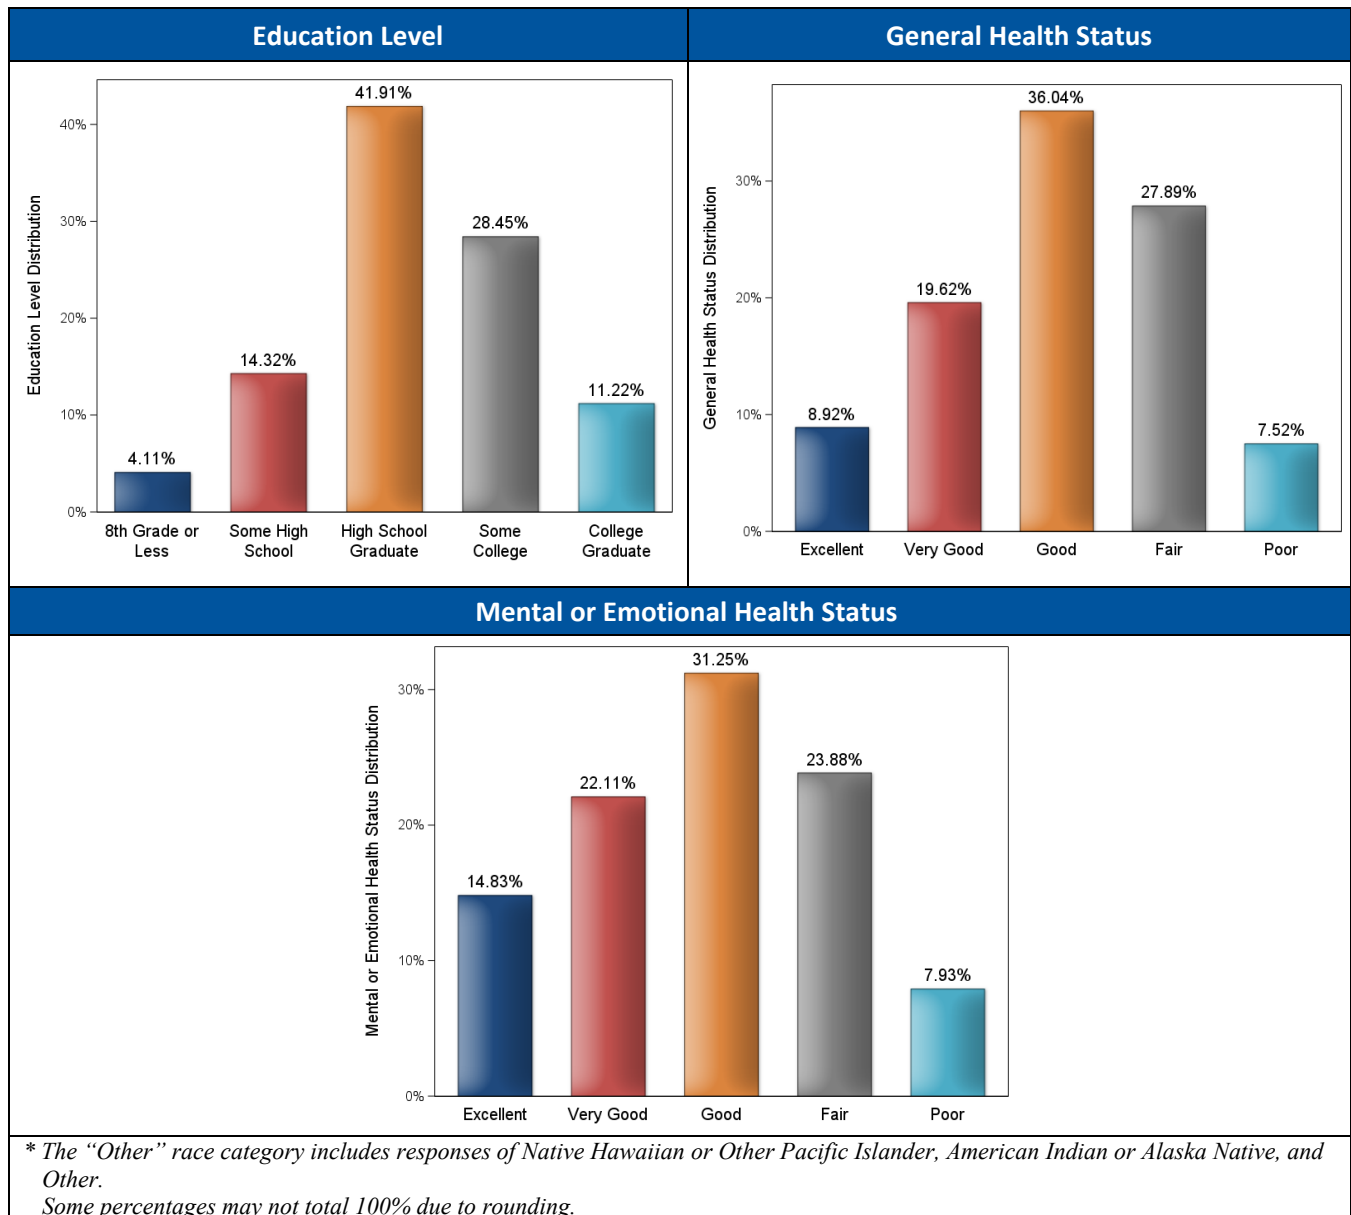 Education Level
General Health Status
Education Level Distribution
40%
30%
20%
10%
0%
4.11%
14.32%
41.91%
28.45%
11.22%
8th Grade or
Less
Some High
School
High School
Graduate
Some
College
College
Graduate
General Health Status Distribution
30%
20%
10%
0%
8.92%
19.62%
36.04%
27.89%
7.52%
Excellent
Very Good
Good
Fair
Poor
Mental or Emotional Health Status
Mental or Emotional Health Status Distribution
30%
20%
10%
0%
14.83%
22.11%
31.25%
23.88%
7.93%
Excellent
Very Good
Good
Fair
Poor
* The “Other” race category includes responses of Native Hawaiian or Other Pacific Islander, American Indian or Alaska Native, and
Other.
Some percentages may not total 100% due to rounding.